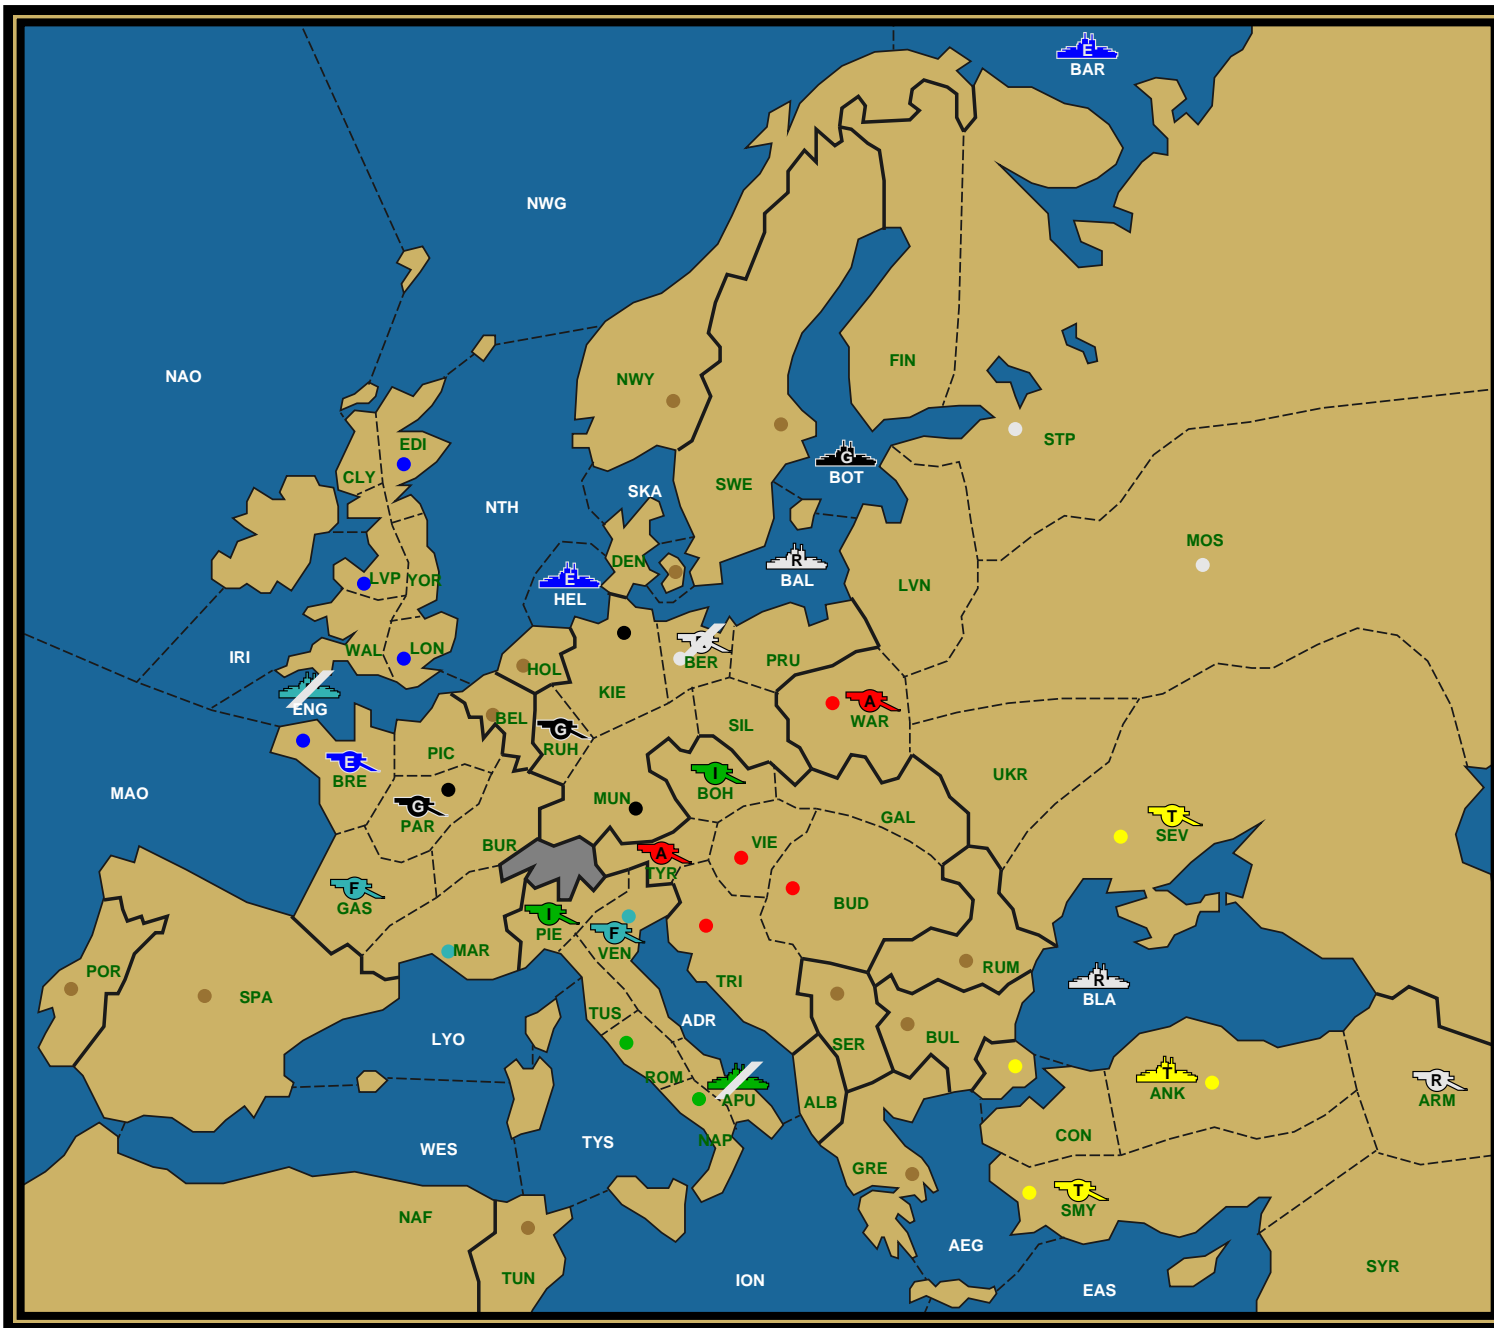 E
BAR
NWG
NAO
FIN
NWY
EDI
STP
G
BOT
CLY
SWE
SKA
NTH
MOS
R
BAL
DEN
E
HEL
LVP
YOR
LVN
IRI
WAL
LON
HOL
BER
PRU
KIE
ENG
A
WAR
BEL
G
RUH
SIL
PIC
E
BRE
I
BOH
UKR
MAO
MUN
G
PAR
GAL
T
SEV
BUR
VIE
A
TYR
F
GAS
BUD
I
PIE
F
VEN
MAR
POR
SPA
TRI
RUM
R
BLA
TUS
ADR
LYO
SER
BUL
ROM
APU
T
ANK
R
ARM
ALB
CON
NAP
TYS
WES
GRE
T
SMY
NAF
AEG
SYR
TUN
ION
EAS